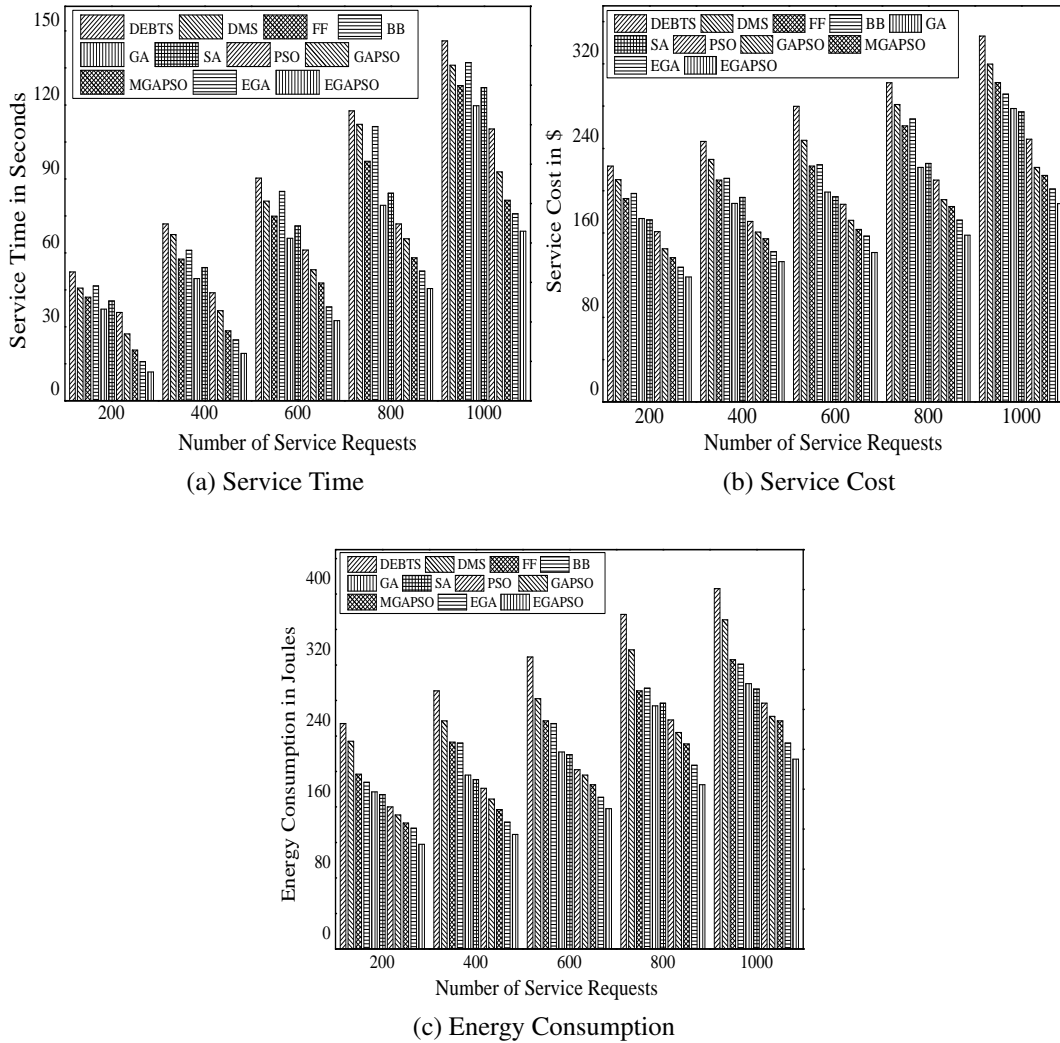 DEBTS DMS FF BB
GA SA PSO GAPSO
MGAPSO EGA EGAPSO
150
120
90
60
30
0
Service Time in Seconds
200 400 600 800 1000
Number of Service Requests
(a) Service Time
DEBTS DMS FF BB GA
SA PSO GAPSO MGAPSO
EGA EGAPSO
320
240
160
80
0
Service Cost in $
200 400 600 800 1000
Number of Service Requests
(b) Service Cost
DEBTS DMS FF BB
GA SA PSO GAPSO
MGAPSO EGA EGAPSO
400
320
240
160
80
0
Energy Consumption in Joules
200 400 600 800 1000
Number of Service Requests
(c) Energy Consumption